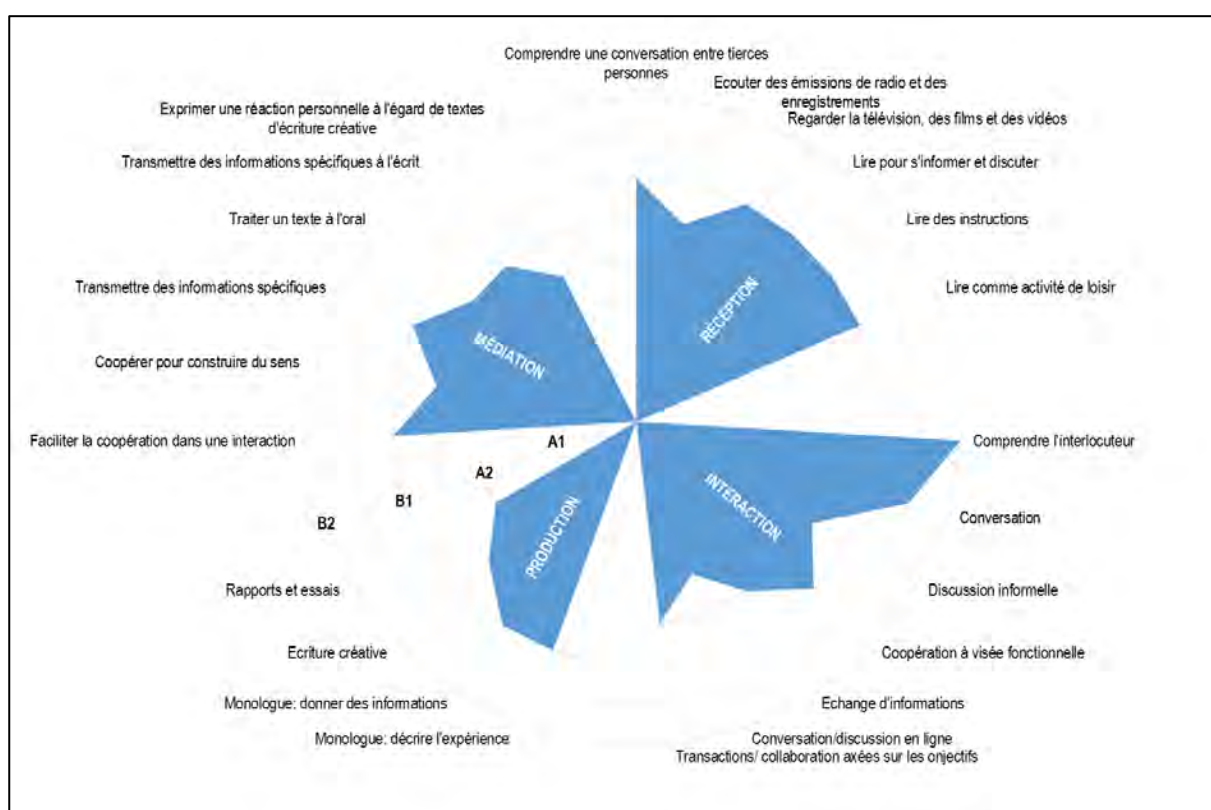 Comprendre une conversation entre tierces
personnes
Ecouter des émissions de radio et des
enregistrements
Regarder la télévision, des films et des vidéos
Lire pour s'informer et discuter
Lire des instructions
Lire comme activité de loisir
Comprendre l'interlocuteur
Conversation
Discussion informelle
Coopération à visée fonctionnelle
Echange d'informations
Conversation/discussion en ligne
Transactions/ collaboration axées sur les onjectifs
Monologue: décrire l'expérience
Monologue: donner des informations
Ecriture créative
Rapports et essais
Faciliter la coopération dans une interaction
Coopérer pour construire du sens
Transmettre des informations spécifiques
Traiter un texte à l'oral
Transmettre des informations spécifiques à l'écrit
Exprimer une réaction personnelle à l'égard de textes
d'écriture créative
RÉCEPTION
INTERACTION
PRODUCTION
MÉDIATION
A1
A2
B1
B2